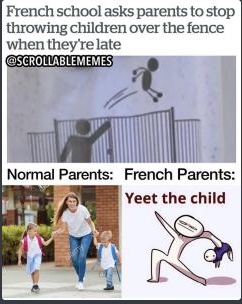 French school asks parents to stop
throwing children over the fence
when they're late
@SCROLLABLEMEMES
Normal Parents:
French Parents:
Yeet the child